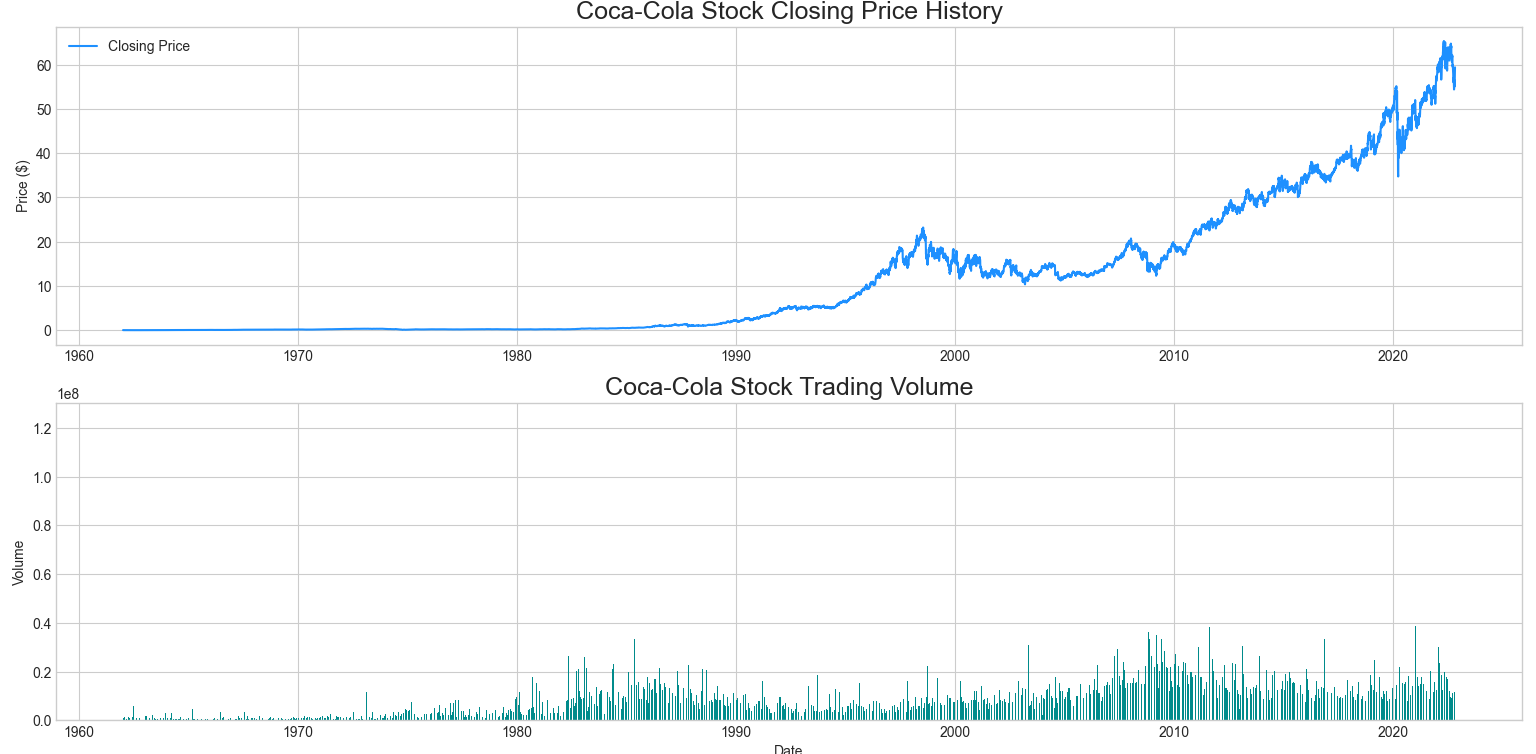 Coca-Cola Stock Closing Price History
Closing Price
60
50
40
30
20
10
0
Price ($)
1960 1970 1980 1990 2000 2010 2020
Coca-Cola Stock Trading Volume
1e8
1.2
1.0
0.8
0.6
0.4
0.2
0.0
Volume
1960 1970 1980 1990 2000 2010 2020
Date